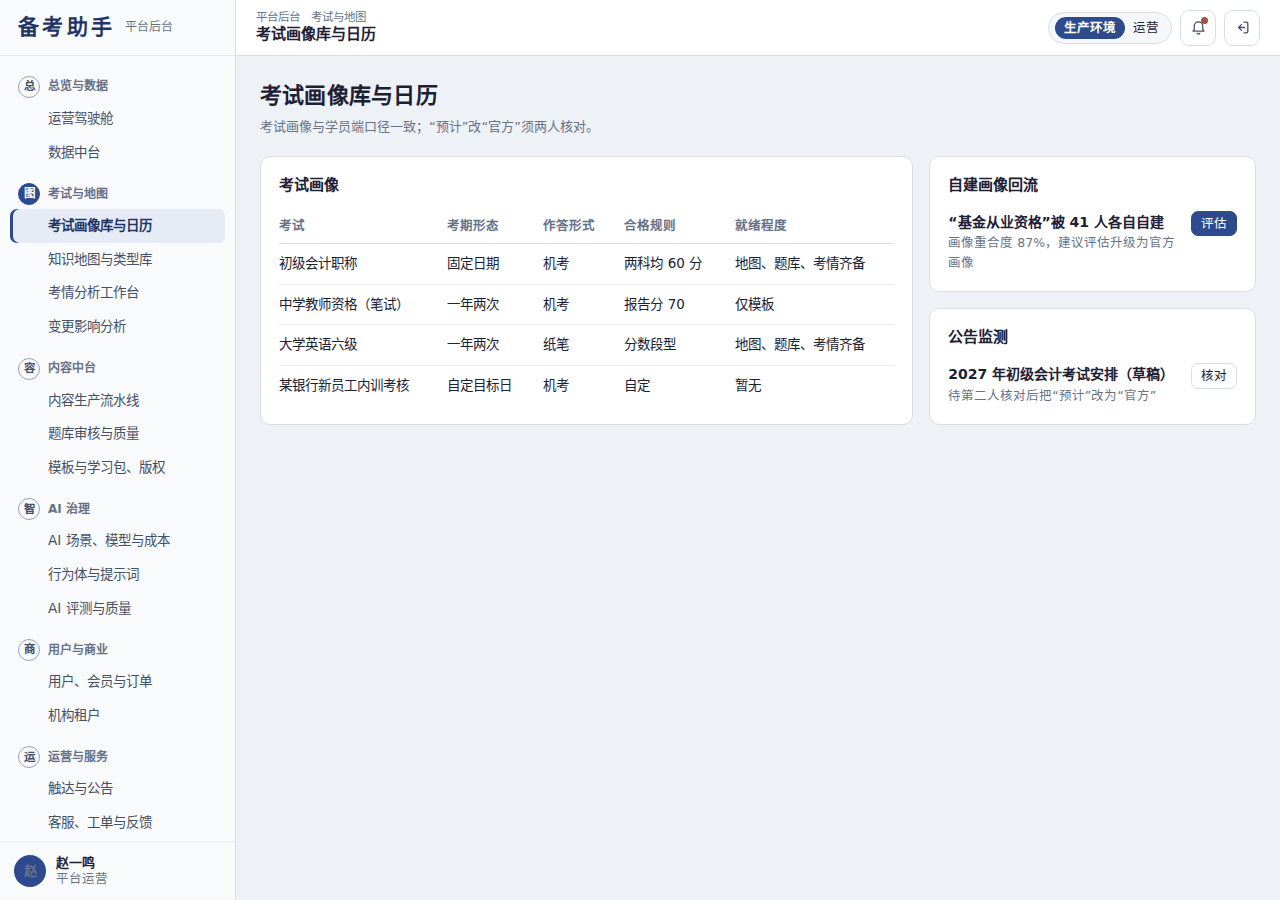 备考助手 平台后台
总 总览与数据
运营驾驶舱
数据中台
图 考试与地图
考试画像库与日历
知识地图与类型库
考情分析工作台
变更影响分析
容 内容中台
内容生产流水线
题库审核与质量
模板与学习包、版权
智 AI 治理
AI 场景、模型与成本
行为体与提示词
AI 评测与质量
商 用户与商业
用户、会员与订单
机构租户
运 运营与服务
触达与公告
客服、工单与反馈
赵 赵一鸣
平台运营
平台后台 考试与地图
考试画像库与日历
生产环境 运营
考试画像库与日历
考试画像与学员端口径一致；“预计”改“官方”须两人核对。
考试画像
考试 考期形态 作答形式 合格规则 就绪程度
初级会计职称 固定日期 机考 两科均 60 分 地图、题库、考情齐备
中学教师资格（笔试） 一年两次 机考 报告分 70 仅模板
大学英语六级 一年两次 纸笔 分数段型 地图、题库、考情齐备
某银行新员工内训考核 自定目标日 机考 自定 暂无
自建画像回流
“基金从业资格”被 41 人各自自建 评估
画像重合度 87%，建议评估升级为官方
画像
公告监测
2027 年初级会计考试安排（草稿） 核对
待第二人核对后把“预计”改为“官方”